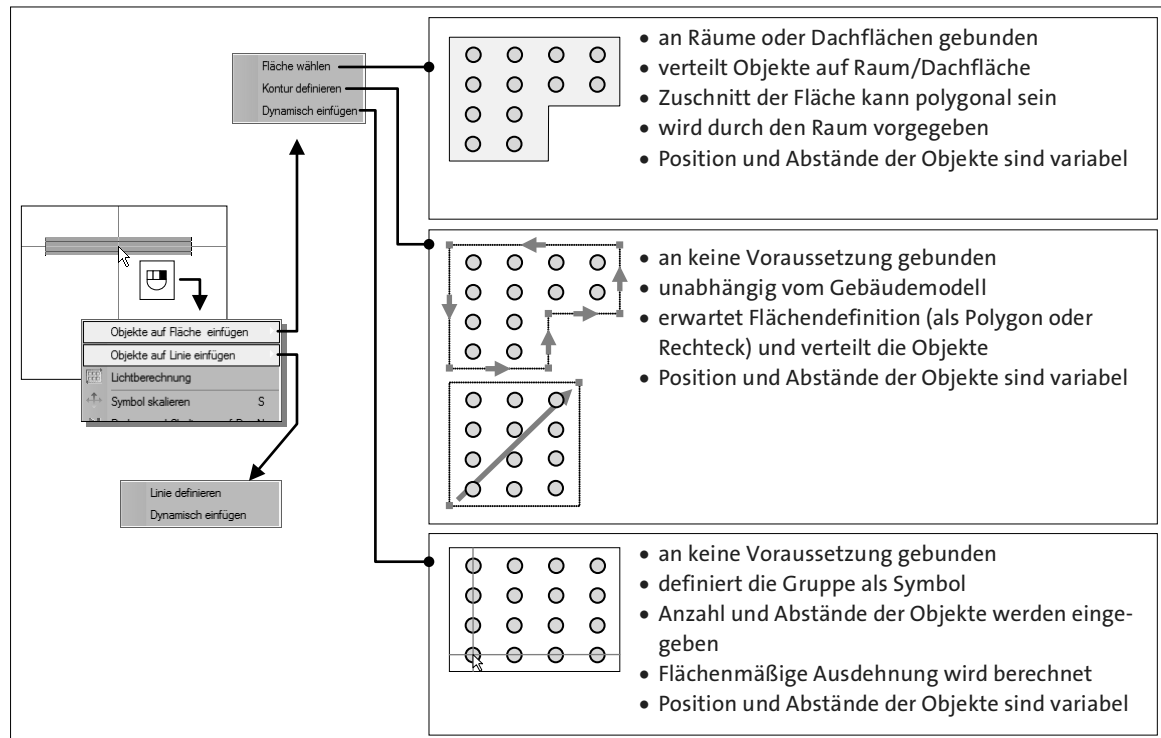 Fläche wählen
Kontur definieren
Dynamisch einfügen
• an Räume oder Dachflächen gebunden
• verteilt Objekte auf Raum/Dachfläche
• Zuschnitt der Fläche kann polygonal sein
• wird durch den Raum vorgegeben
• Position und Abstände der Objekte sind variabel
Objekte auf Fläche einfügen
Objekte auf Linie einfügen
Lichtberechnung
Symbol skalieren S
Linie definieren
Dynamisch einfügen
• an keine Voraussetzung gebunden
• unabhängig vom Gebäudemodell
• erwartet Flächendefinition (als Polygon oder
Rechteck) und verteilt die Objekte
• Position und Abstände der Objekte sind variabel
• an keine Voraussetzung gebunden
• definiert die Gruppe als Symbol
• Anzahl und Abstände der Objekte werden einge-
geben
• Flächenmäßige Ausdehnung wird berechnet
• Position und Abstände der Objekte sind variabel